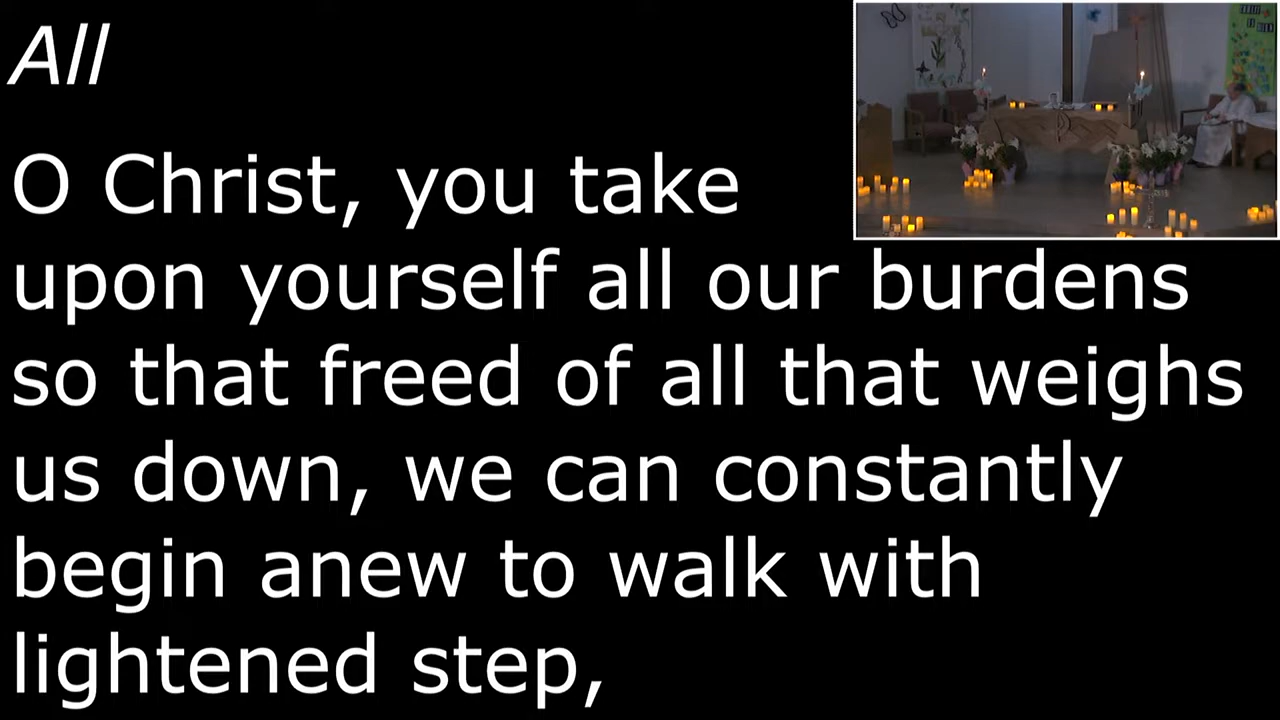 All
O Christ, you take
upon yourself all our burdens
so that freed of all that weighs
us down, we can constantly
begin anew to walk with
lightened step,